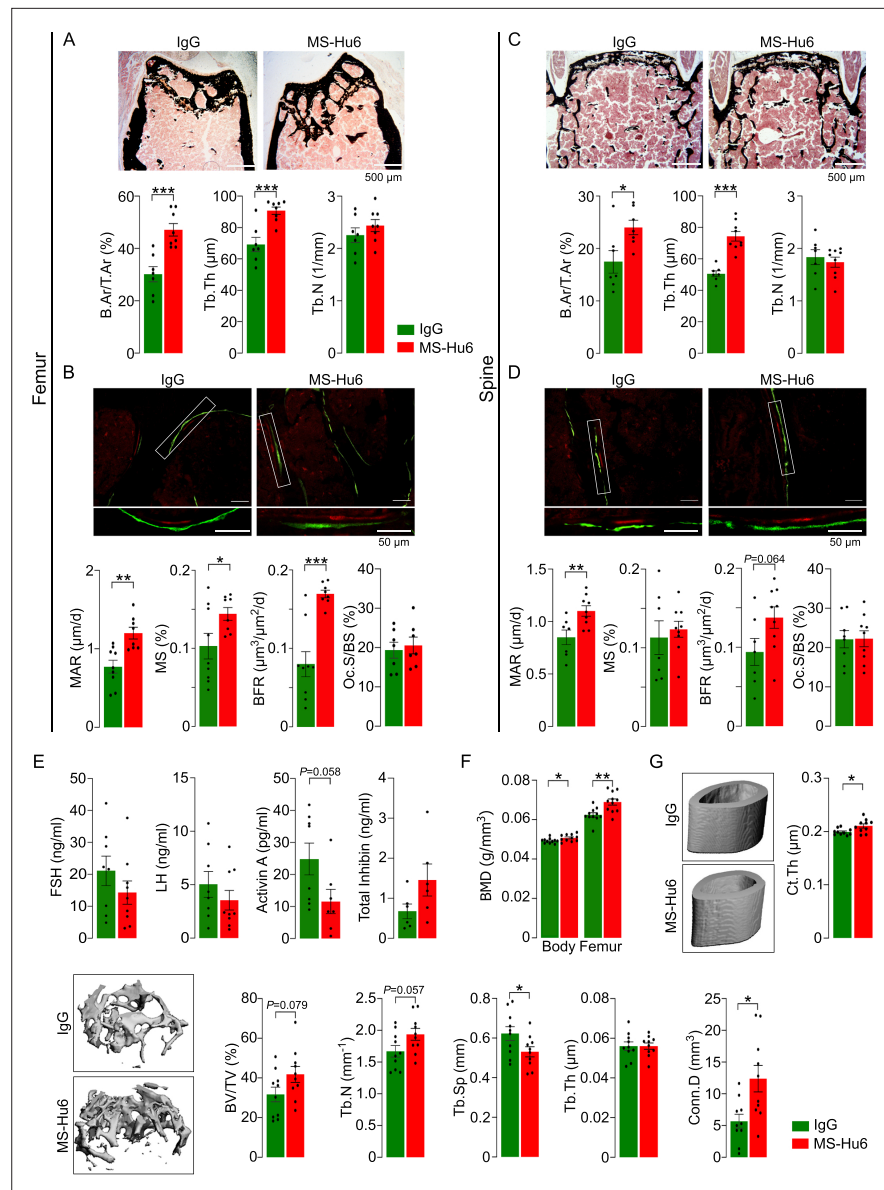 Femur
A
IgG
MS-Hu6
500 µm
B.Ar/T.Ar (%)
60
40
20
0
***
Tb.Th (µm)
100
80
60
40
20
0
***
Tb.N (1/mm)
3
2
1
0
IgG
MS-Hu6
B
IgG
MS-Hu6
50 µm
MAR (µm/d)
2
1
0
**
MS (%)
0.2
0.1
0
*
BFR (µm³/µm²/d)
0.2
0.1
0
***
Oc.S/BS (%)
40
30
20
10
0
Spine
C
IgG
MS-Hu6
500 µm
B.Ar/T.Ar (%)
30
20
10
0
*
Tb.Th (µm)
100
80
60
40
20
0
***
Tb.N (1/mm)
3
2
1
0
D
IgG
MS-Hu6
50 µm
MAR (µm/d)
1.5
1.0
0.5
0
**
MS (%)
0.2
0.1
0
BFR (µm³/µm²/d)
0.2
0.1
0
P=0.064
Oc.S/BS (%)
40
30
20
10
0
E
FSH (ng/ml)
50
40
30
20
10
0
LH (ng/ml)
15
10
5
0
Activin A (pg/ml)
50
40
30
20
10
0
P=0.058
Total Inhibin (ng/ml)
4
3
2
1
0
F
BMD (g/mm³)
0.08
0.06
0.04
0.02
0
*
**
Body Femur
G
IgG
MS-Hu6
Ct.Th (µm)
0.3
0.2
0.2
0
*
IgG
MS-Hu6
BV/TV (%)
80
60
40
20
0
P=0.079
Tb.N (mm⁻¹)
2.5
2.0
1.5
1.0
0.5
0
P=0.057
Tb.Sp (mm)
0.8
0.6
0.4
0.2
0
*
Tb.Th (µm)
0.08
0.06
0.04
0.02
0
Conn.D (mm³)
25
20
15
10
5
0
*
IgG
MS-Hu6